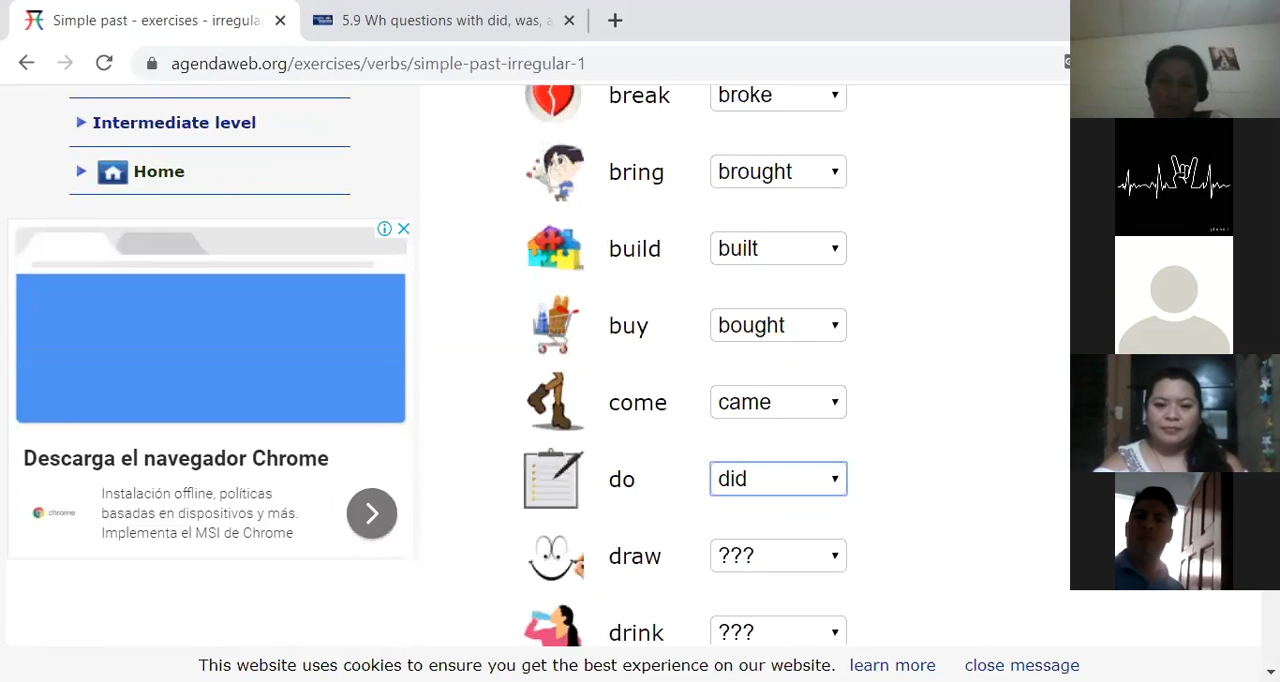 Simple past - exercises - irregula
5.9 Wh questions with did, was, a
agendaweb.org/exercises/verbs/simple-past-irregular-1
Intermediate level
Home
Descarga el navegador Chrome
chrome
Instalación offline, políticas
basadas en dispositivos y más.
Implementa el MSI de Chrome
break broke
bring brought
build built
buy bought
come came
do did
draw ???
drink ???
This website uses cookies to ensure you get the best experience on our website. learn more close message